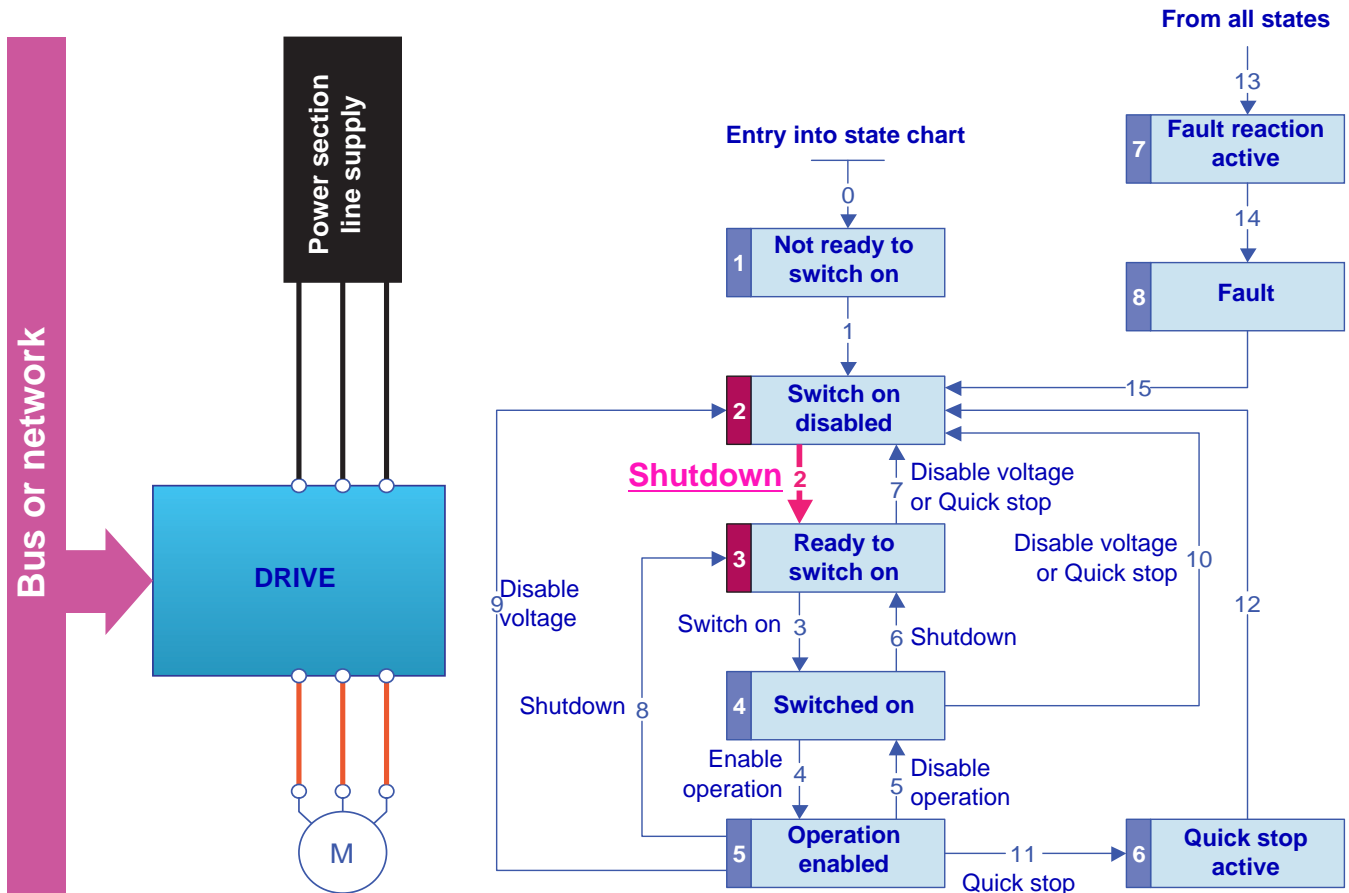 Bus or network
Power section
line supply
DRIVE
M
From all states
13
7
Fault reaction
active
14
8
Fault
15
Entry into state chart
0
1
Not ready to
switch on
1
2
Switch on
disabled
Shutdown 2
7
Disable voltage
or Quick stop
3
Ready to
switch on
Disable voltage
or Quick stop
10
12
9
Disable
voltage
Switch on 3
6 Shutdown
Shutdown 8
4
Switched on
Enable
operation
4
5
Disable
operation
5
Operation
enabled
11
Quick stop
6
Quick stop
active